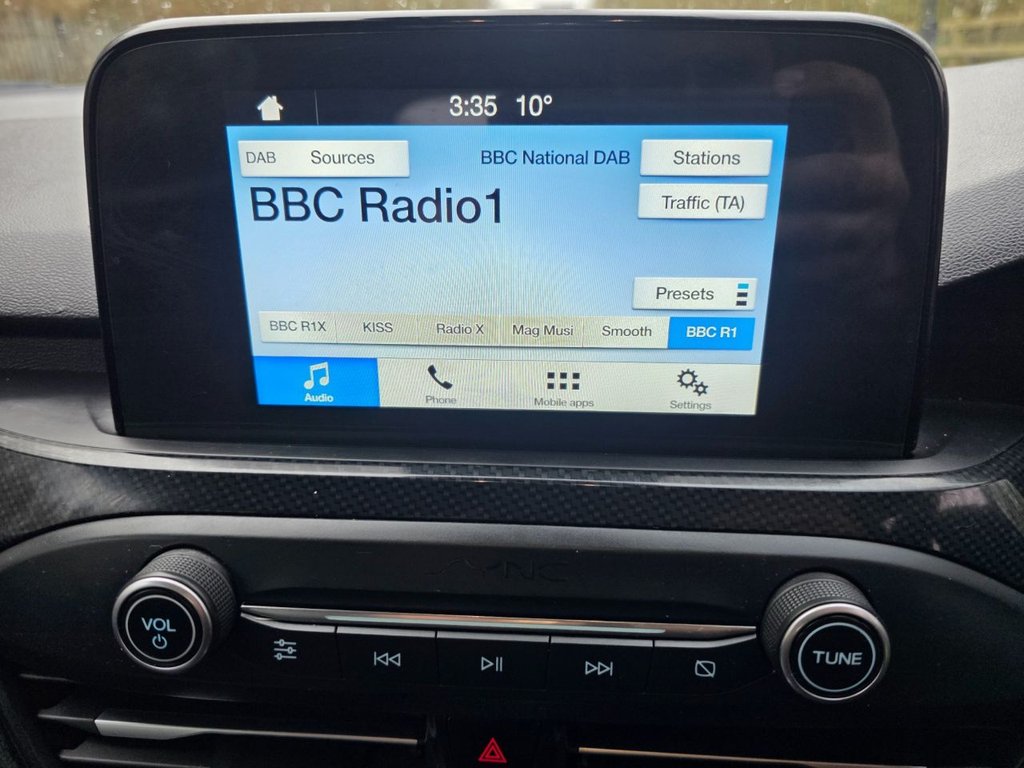 3:35 10°
DAB Sources BBC National DAB Stations
BBC Radio1
Traffic (TA)
Presets
BBC R1X KISS Radio X Mag Musi Smooth BBC R1
Audio Phone Mobile apps Settings
SYNC
VOL
TUNE